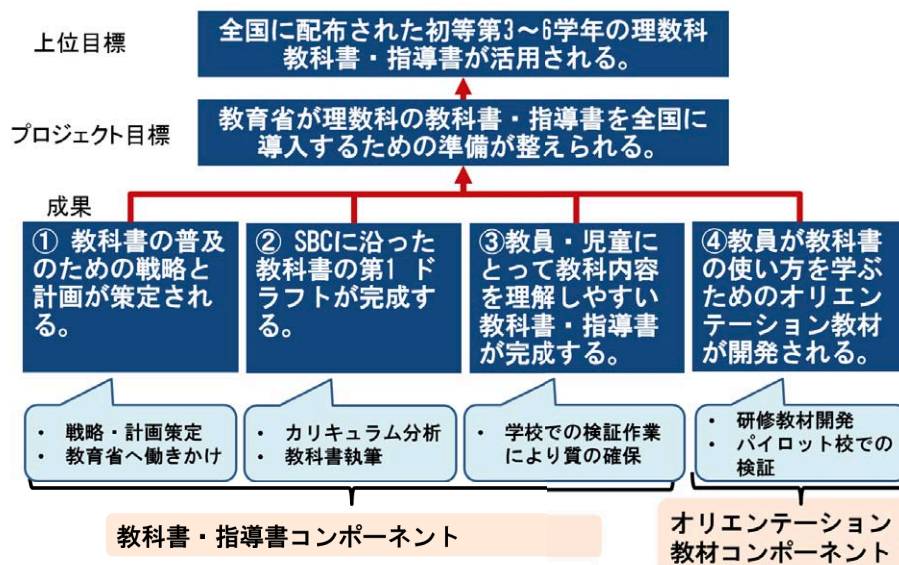 上位目標
全国に配布された初等第3～6学年の理数科
教科書・指導書が活用される。
プロジェクト目標
教育省が理数科の教科書・指導書を全国に
導入するための準備が整えられる。
成果
① 教科書の普及
のための戦略と
計画が策定され
る。
② SBCに沿った
教科書の第1 ド
ラフトが完成す
る。
③教員・児童に
とって教科内容
を理解しやすい
教科書・指導書
が完成する。
④教員が教科書
の使い方を学ぶ
ためのオリエン
テーション教材
が開発される。
・ 戦略・計画策定
・ 教育省へ働きかけ
・ カリキュラム分析
・ 教科書執筆
・ 学校での検証作業
により質の確保
・ 研修教材開発
・ パイロット校での
検証
教科書・指導書コンポーネント
オリエンテーション
教材コンポーネント